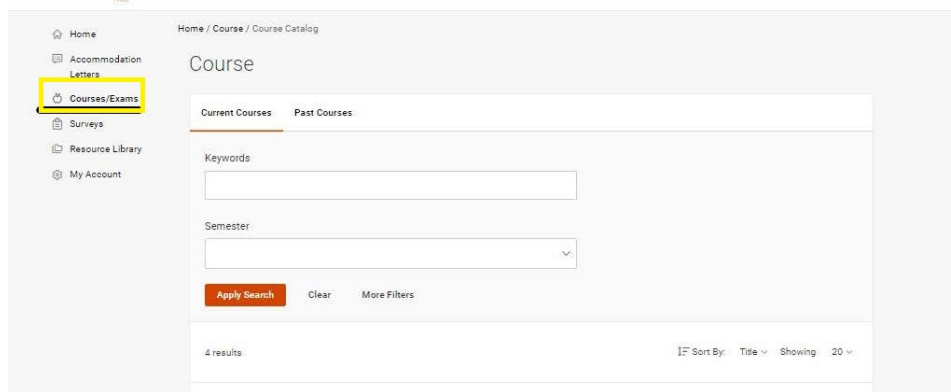 Home
Accommodation
Letters
Courses/Exams
Surveys
Resource Library
My Account
Home / Course / Course Catalog
Course
Current Courses Past Courses
Keywords
Semester
Apply Search Clear More Filters
4 results Sort By: Title Showing 20